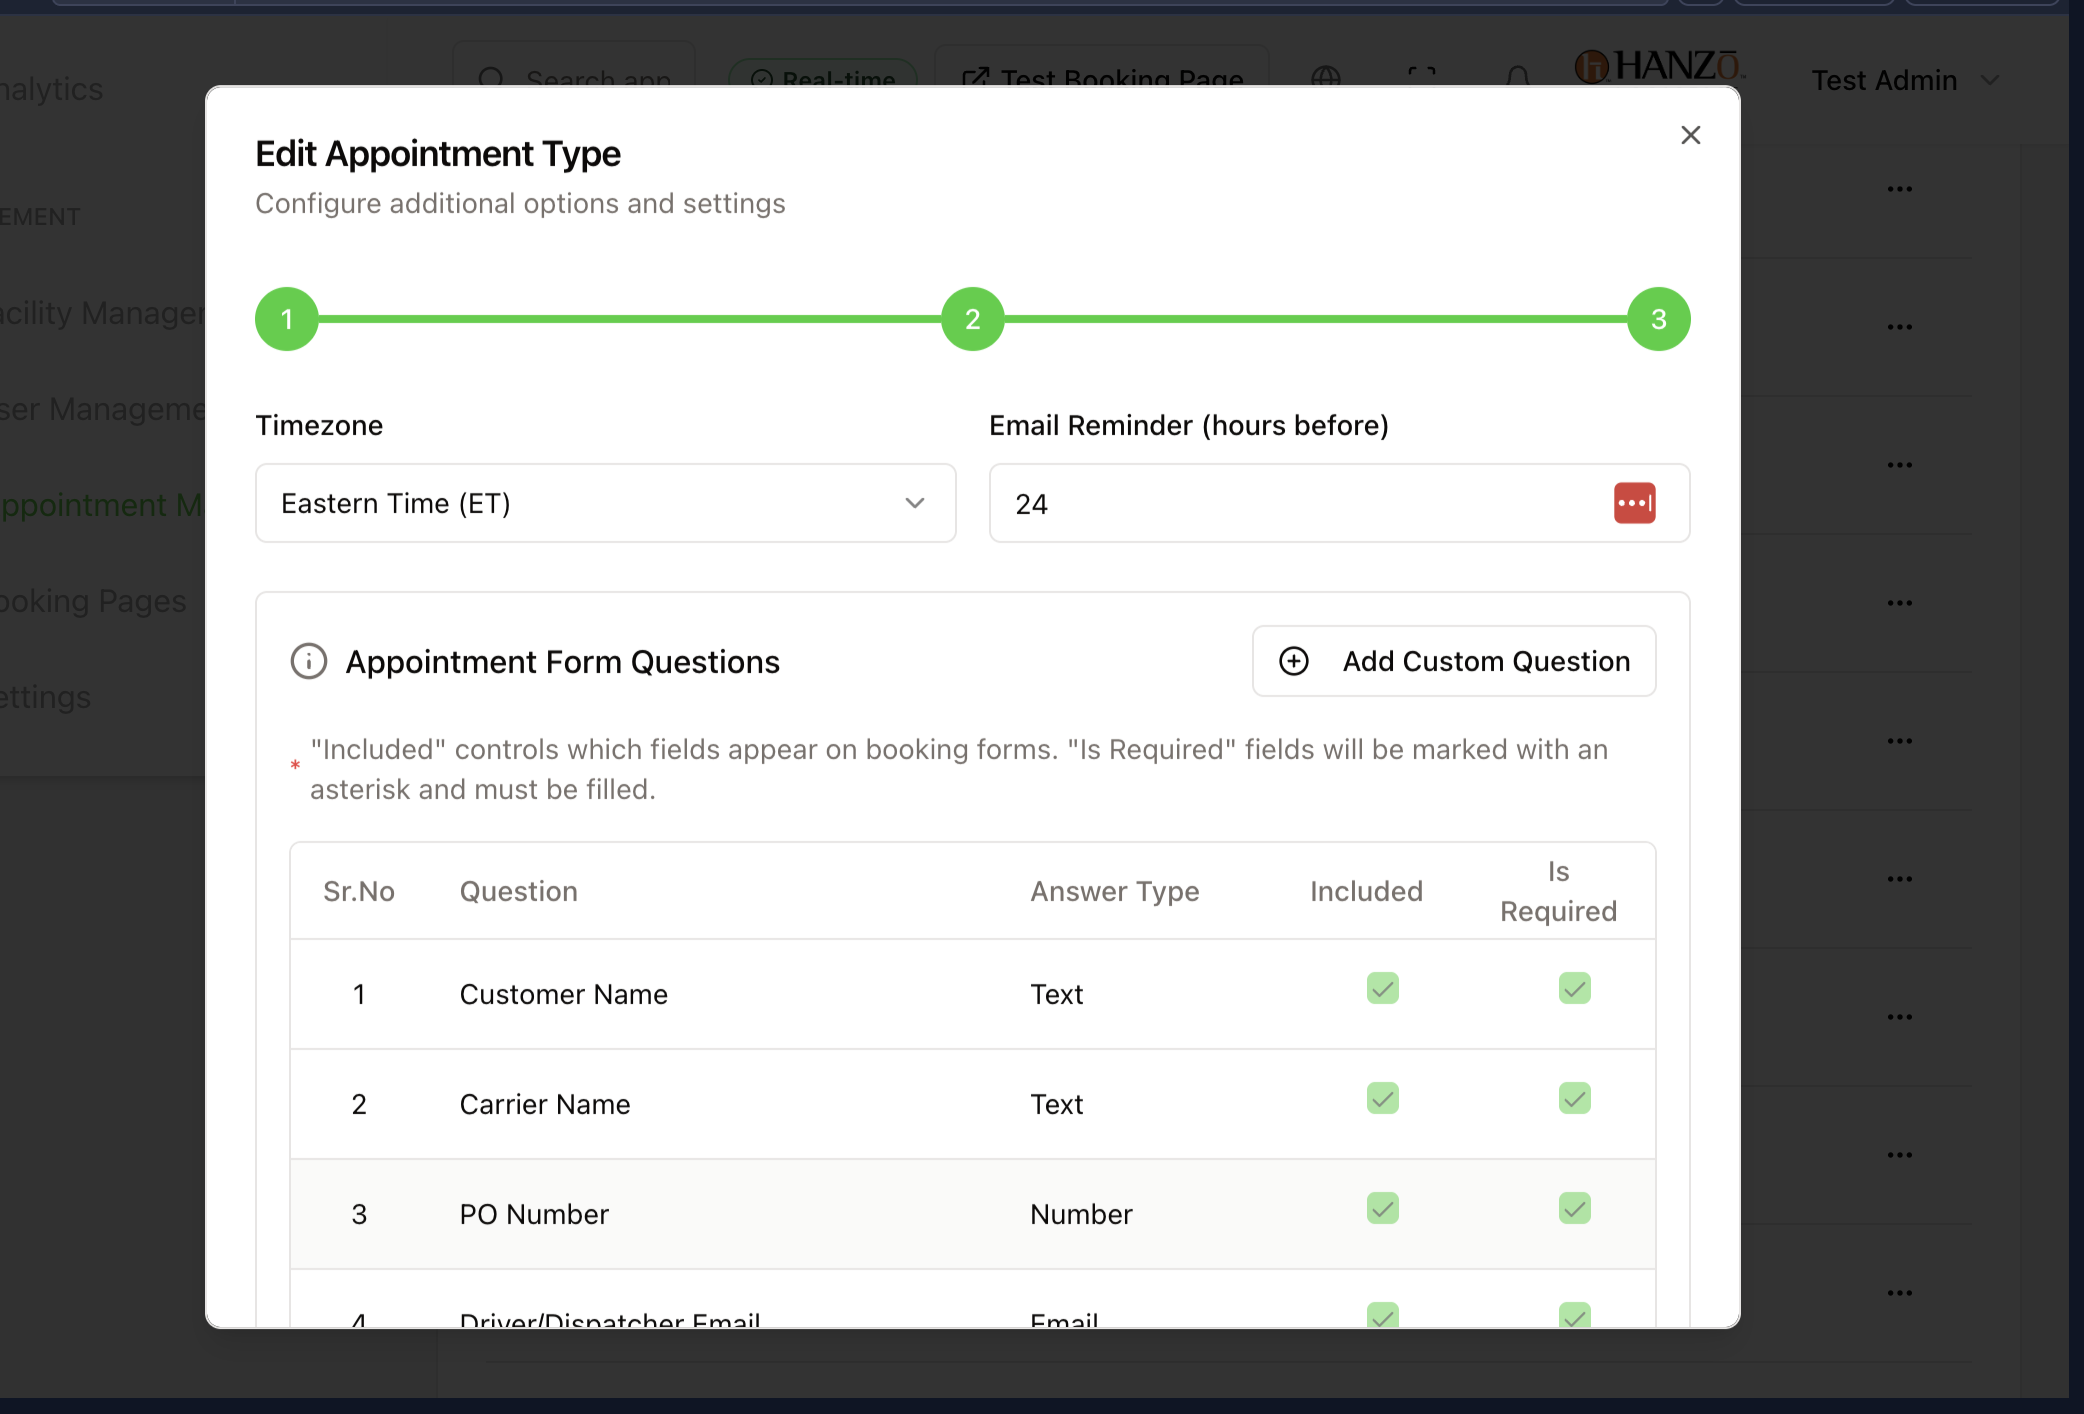 Search app
Real-time
Test Booking Page
HANZŌ
Test Admin
nalytics
EMENT
acility Manager
ser Manageme
ppointment M
ooking Pages
ettings
Edit Appointment Type
Configure additional options and settings
1
2
3
Timezone
Email Reminder (hours before)
Eastern Time (ET)
24
Appointment Form Questions
Add Custom Question
* "Included" controls which fields appear on booking forms. "Is Required" fields will be marked with an
asterisk and must be filled.
Sr.No Question Answer Type Included Is Required
1 Customer Name Text
2 Carrier Name Text
3 PO Number Number
4 Driver/Dispatcher Email Email